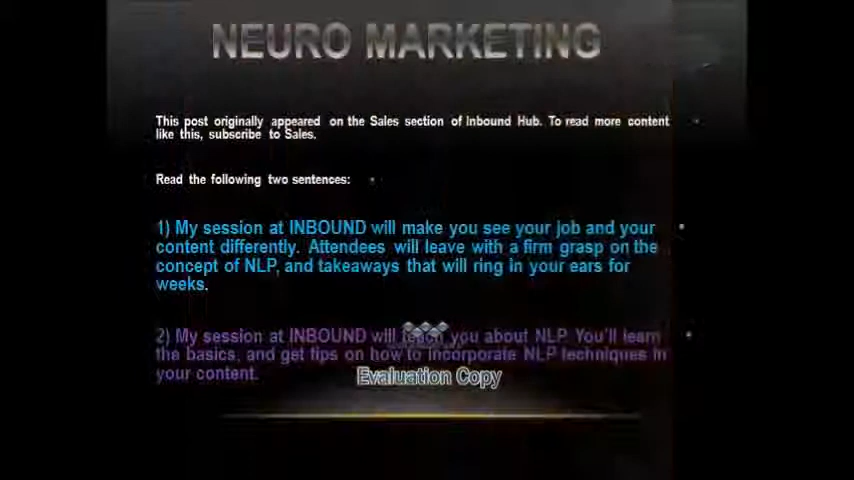 NEURO MARKETING
This post originally appeared on the Sales section of Inbound Hub. To read more content
like this, subscribe to Sales.
Read the following two sentences:
1) My session at INBOUND will make you see your job and your
content differently. Attendees will leave with a firm grasp on the
concept of NLP, and takeaways that will ring in your ears for
weeks.
2) My session at INBOUND will teach you about NLP. You'll learn
the basics, and get tips on how to incorporate NLP techniques in
your content.
Evaluation Copy